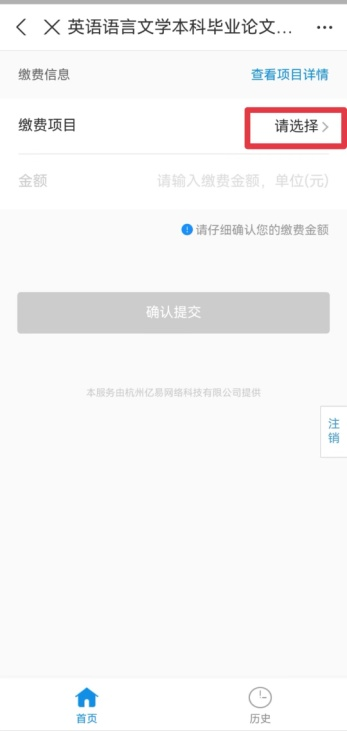 英语语言文学本科毕业论文...
缴费信息 查看项目详情
缴费项目 请选择
金额 请输入缴费金额，单位(元)
请仔细确认您的缴费金额
确认提交
本服务由杭州亿易网络科技有限公司提供
注
销
首页 历史